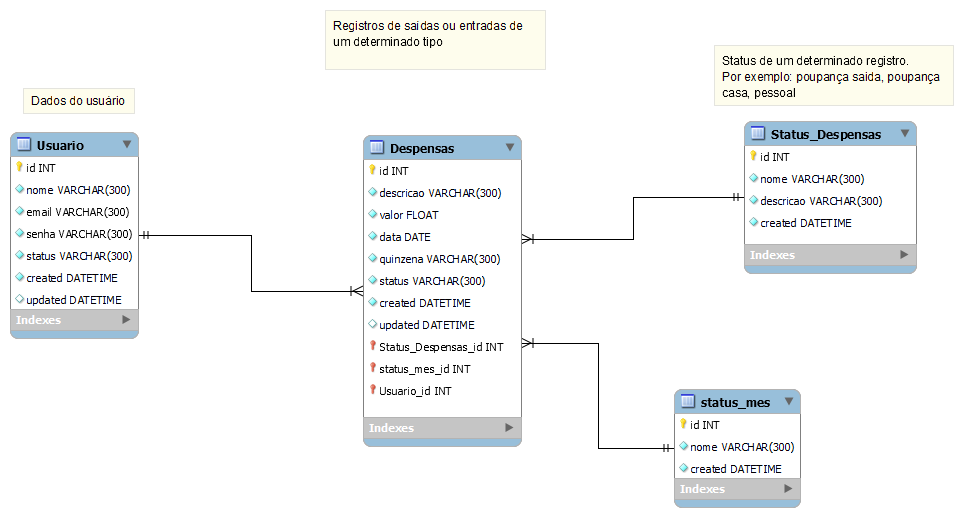 Registros de saidas ou entradas de
um determinado tipo
Status de um determinado registro.
Por exemplo: poupança saida, poupança
casa, pessoal
Dados do usuário
Usuario
id INT
nome VARCHAR(300)
email VARCHAR(300)
senha VARCHAR(300)
status VARCHAR(300)
created DATETIME
updated DATETIME
Indexes
Despensas
id INT
descricao VARCHAR(300)
valor FLOAT
data DATE
quinzena VARCHAR(300)
status VARCHAR(300)
created DATETIME
updated DATETIME
Status_Despensas_id INT
status_mes_id INT
Usuario_id INT
Indexes
Status_Despensas
id INT
nome VARCHAR(300)
descricao VARCHAR(300)
created DATETIME
Indexes
status_mes
id INT
nome VARCHAR(300)
created DATETIME
Indexes